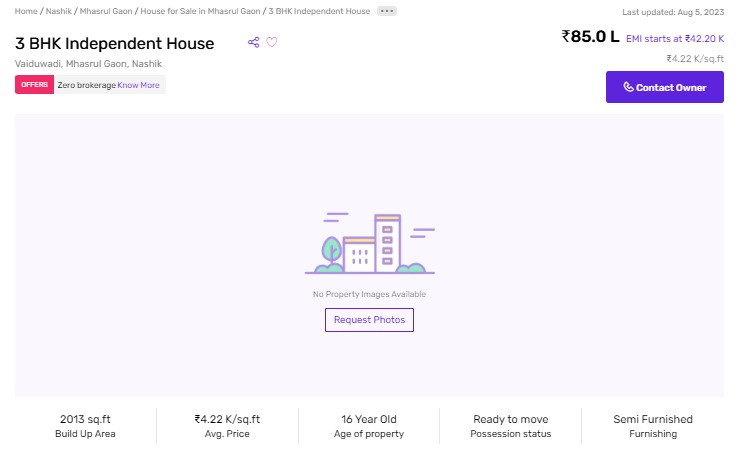 Home / Nashik / Mhasrul Gaon / House for Sale in Mhasrul Gaon / 3 BHK Independent House
Last updated: Aug 5, 2023
3 BHK Independent House
₹85.0 L EMI starts at ₹42.20 K
Vaiduwadi, Mhasrul Gaon, Nashik
₹4.22 K/sq.ft
OFFERS Zero brokerage Know More
Contact Owner
No Property Images Available
Request Photos
2013 sq.ft
Build Up Area
₹4.22 K/sq.ft
Avg. Price
16 Year Old
Age of property
Ready to move
Possession status
Semi Furnished
Furnishing